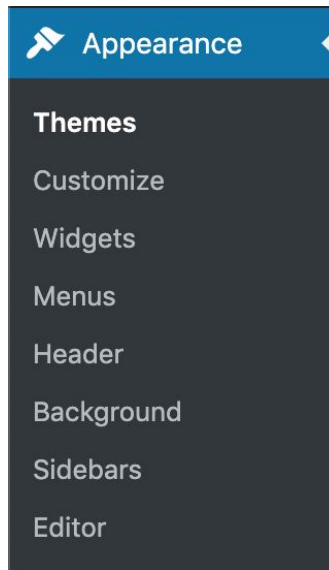 Appearance
Themes
Customize
Widgets
Menus
Header
Background
Sidebars
Editor